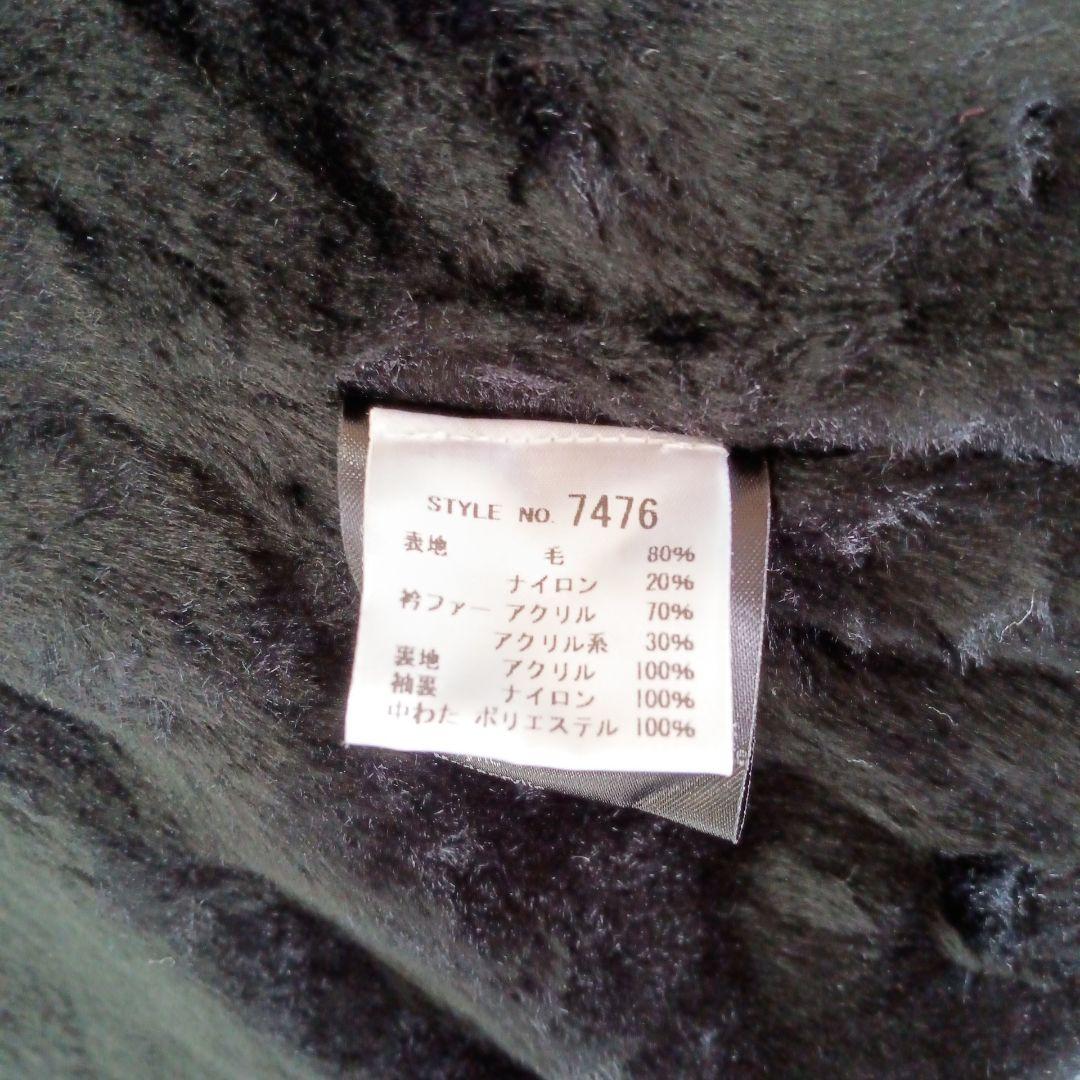 STYLE NO. 7476
表地 毛 80%
ナイロン 20%
衿ファー アクリル 70%
アクリル系 30%
裏地 アクリル 100%
袖裏 ナイロン 100%
中わた ポリエステル 100%